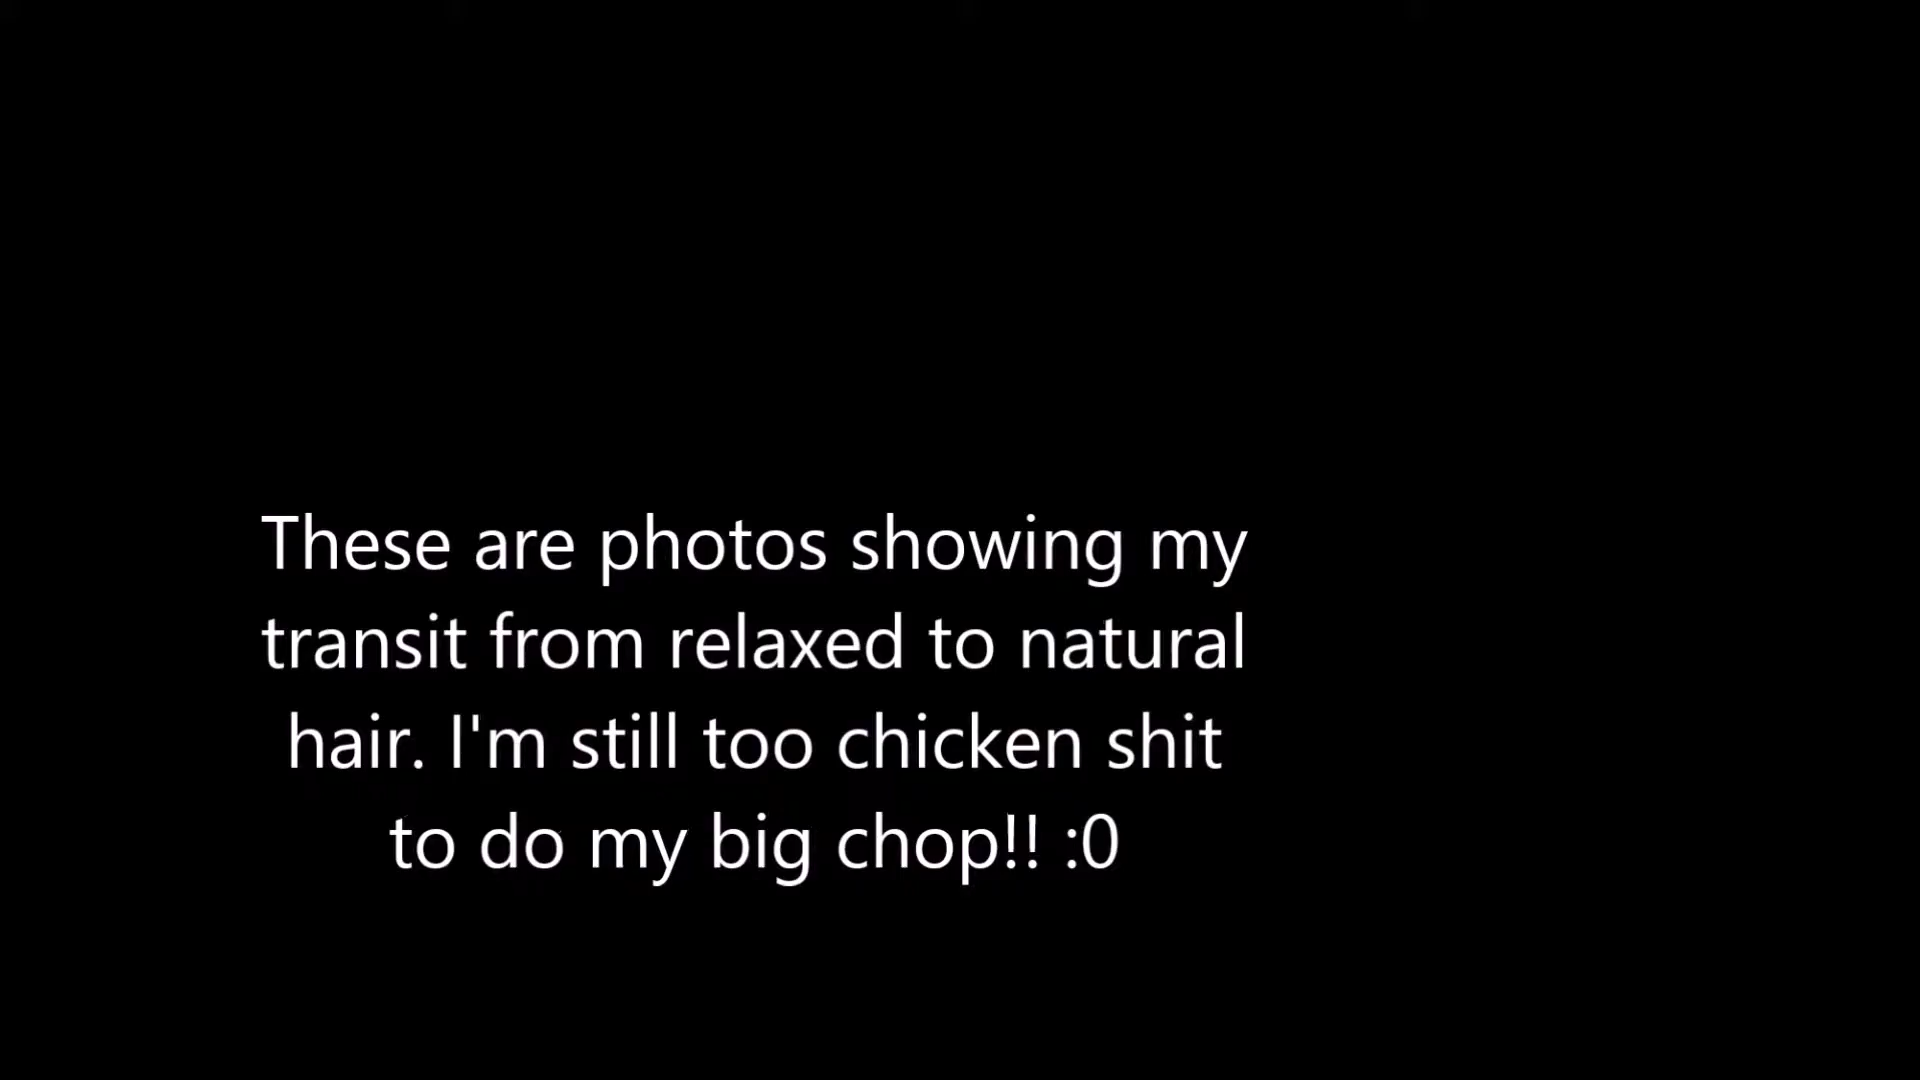 These are photos showing my
transit from relaxed to natural
hair. I'm still too chicken shit
to do my big chop!! :0